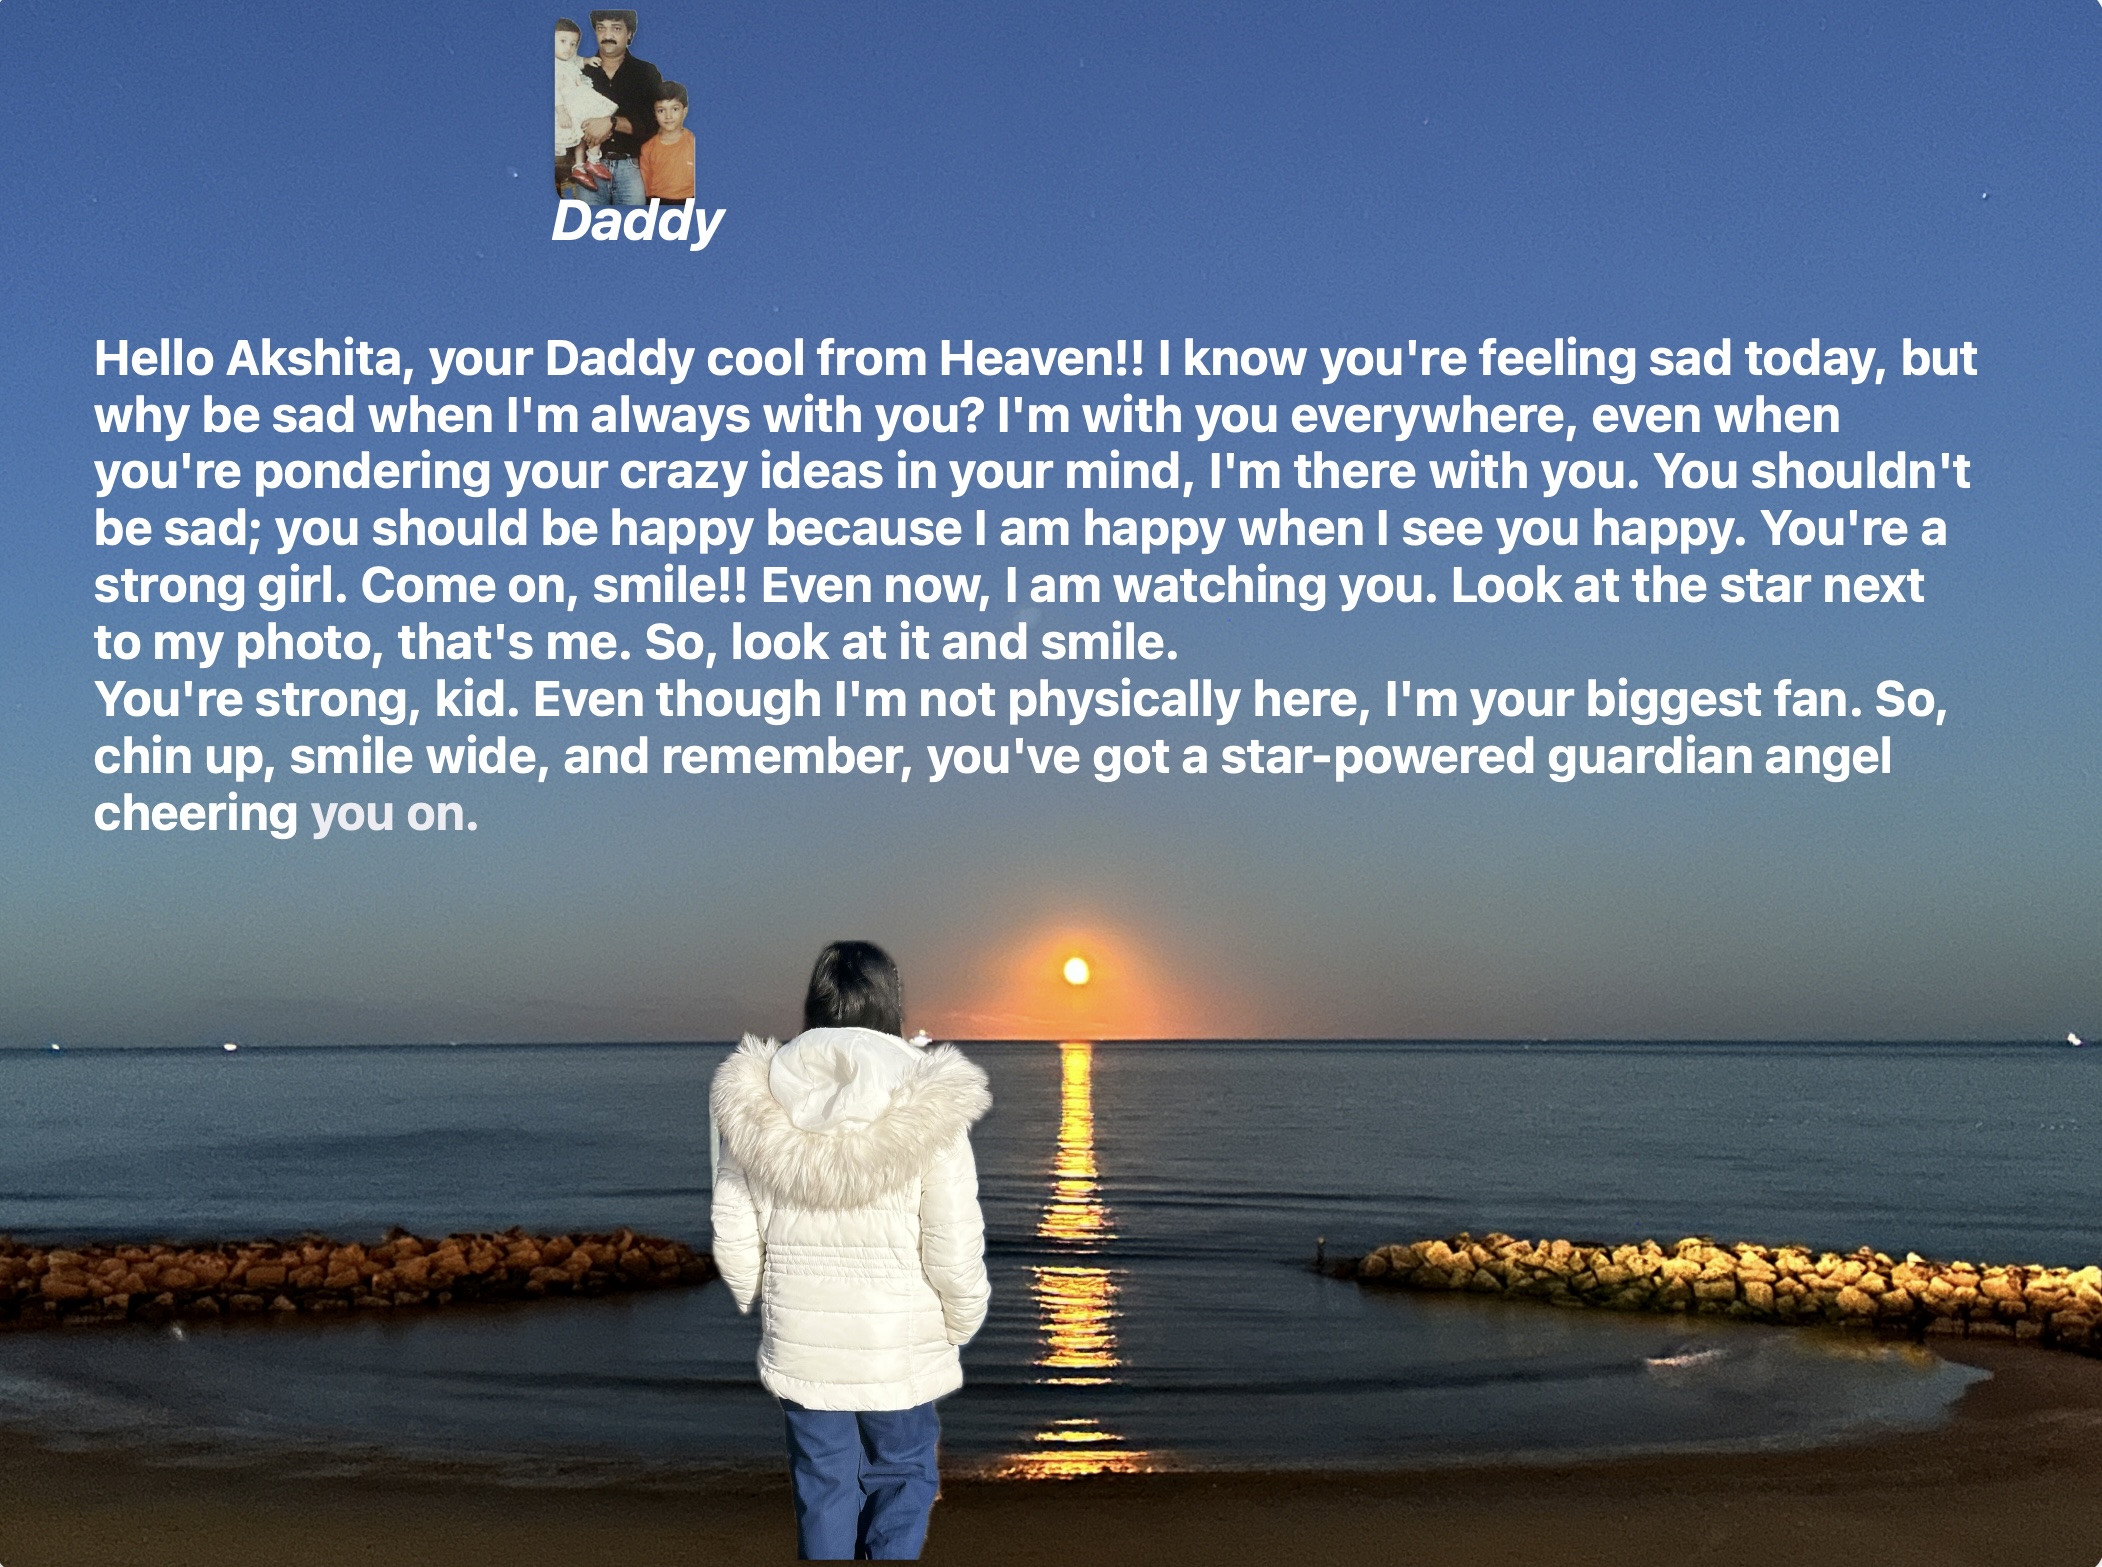 Daddy
Hello Akshita, your Daddy cool from Heaven!! I know you're feeling sad today, but
why be sad when I'm always with you? I'm with you everywhere, even when
you're pondering your crazy ideas in your mind, I'm there with you. You shouldn't
be sad; you should be happy because I am happy when I see you happy. You're a
strong girl. Come on, smile!! Even now, I am watching you. Look at the star next
to my photo, that's me. So, look at it and smile.
You're strong, kid. Even though I'm not physically here, I'm your biggest fan. So,
chin up, smile wide, and remember, you've got a star-powered guardian angel
cheering you on.